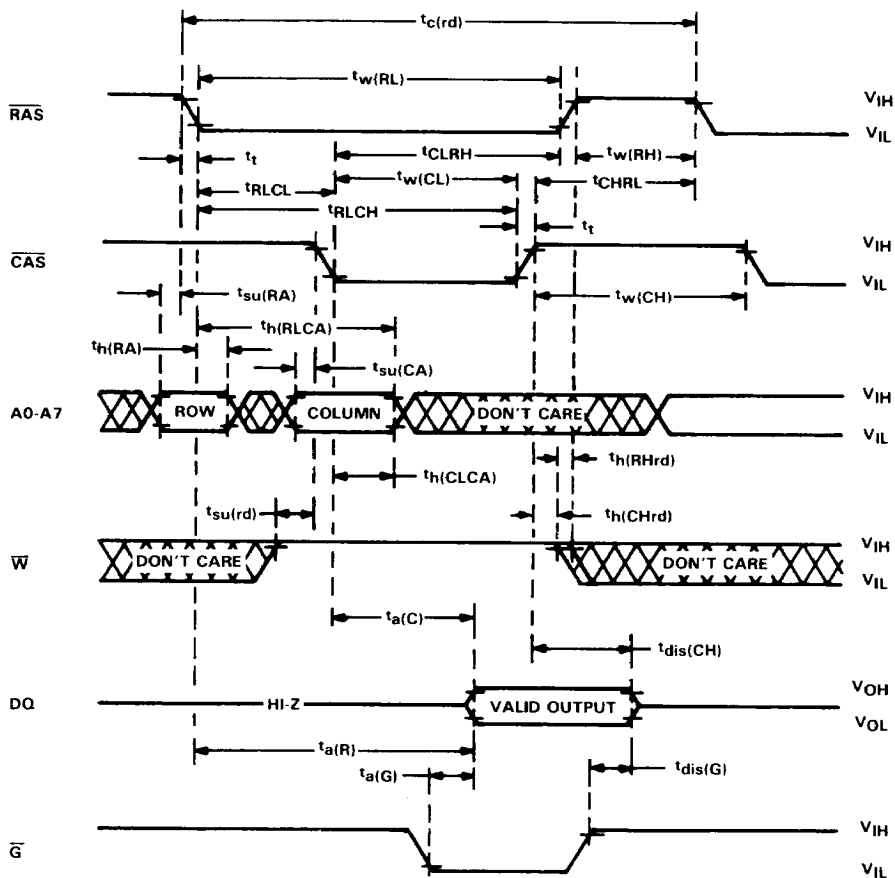 tc(rd)
tw(RL)
RAS
VIH
VIL
tt
tCLRH
tw(RH)
tRLCL
tw(CL)
tCHRL
tRLCH
tt
CAS
VIH
VIL
tsu(RA)
tw(CH)
th(RLCA)
th(RA)
tsu(CA)
A0-A7
ROW
COLUMN
DON'T CARE
VIH
VIL
th(RHrd)
th(CLCA)
tsu(rd)
th(CHrd)
W
DON'T CARE
DON'T CARE
VIH
VIL
ta(C)
tdis(CH)
DQ
HI-Z
VALID OUTPUT
VOH
VOL
ta(R)
ta(G)
tdis(G)
G
VIH
VIL